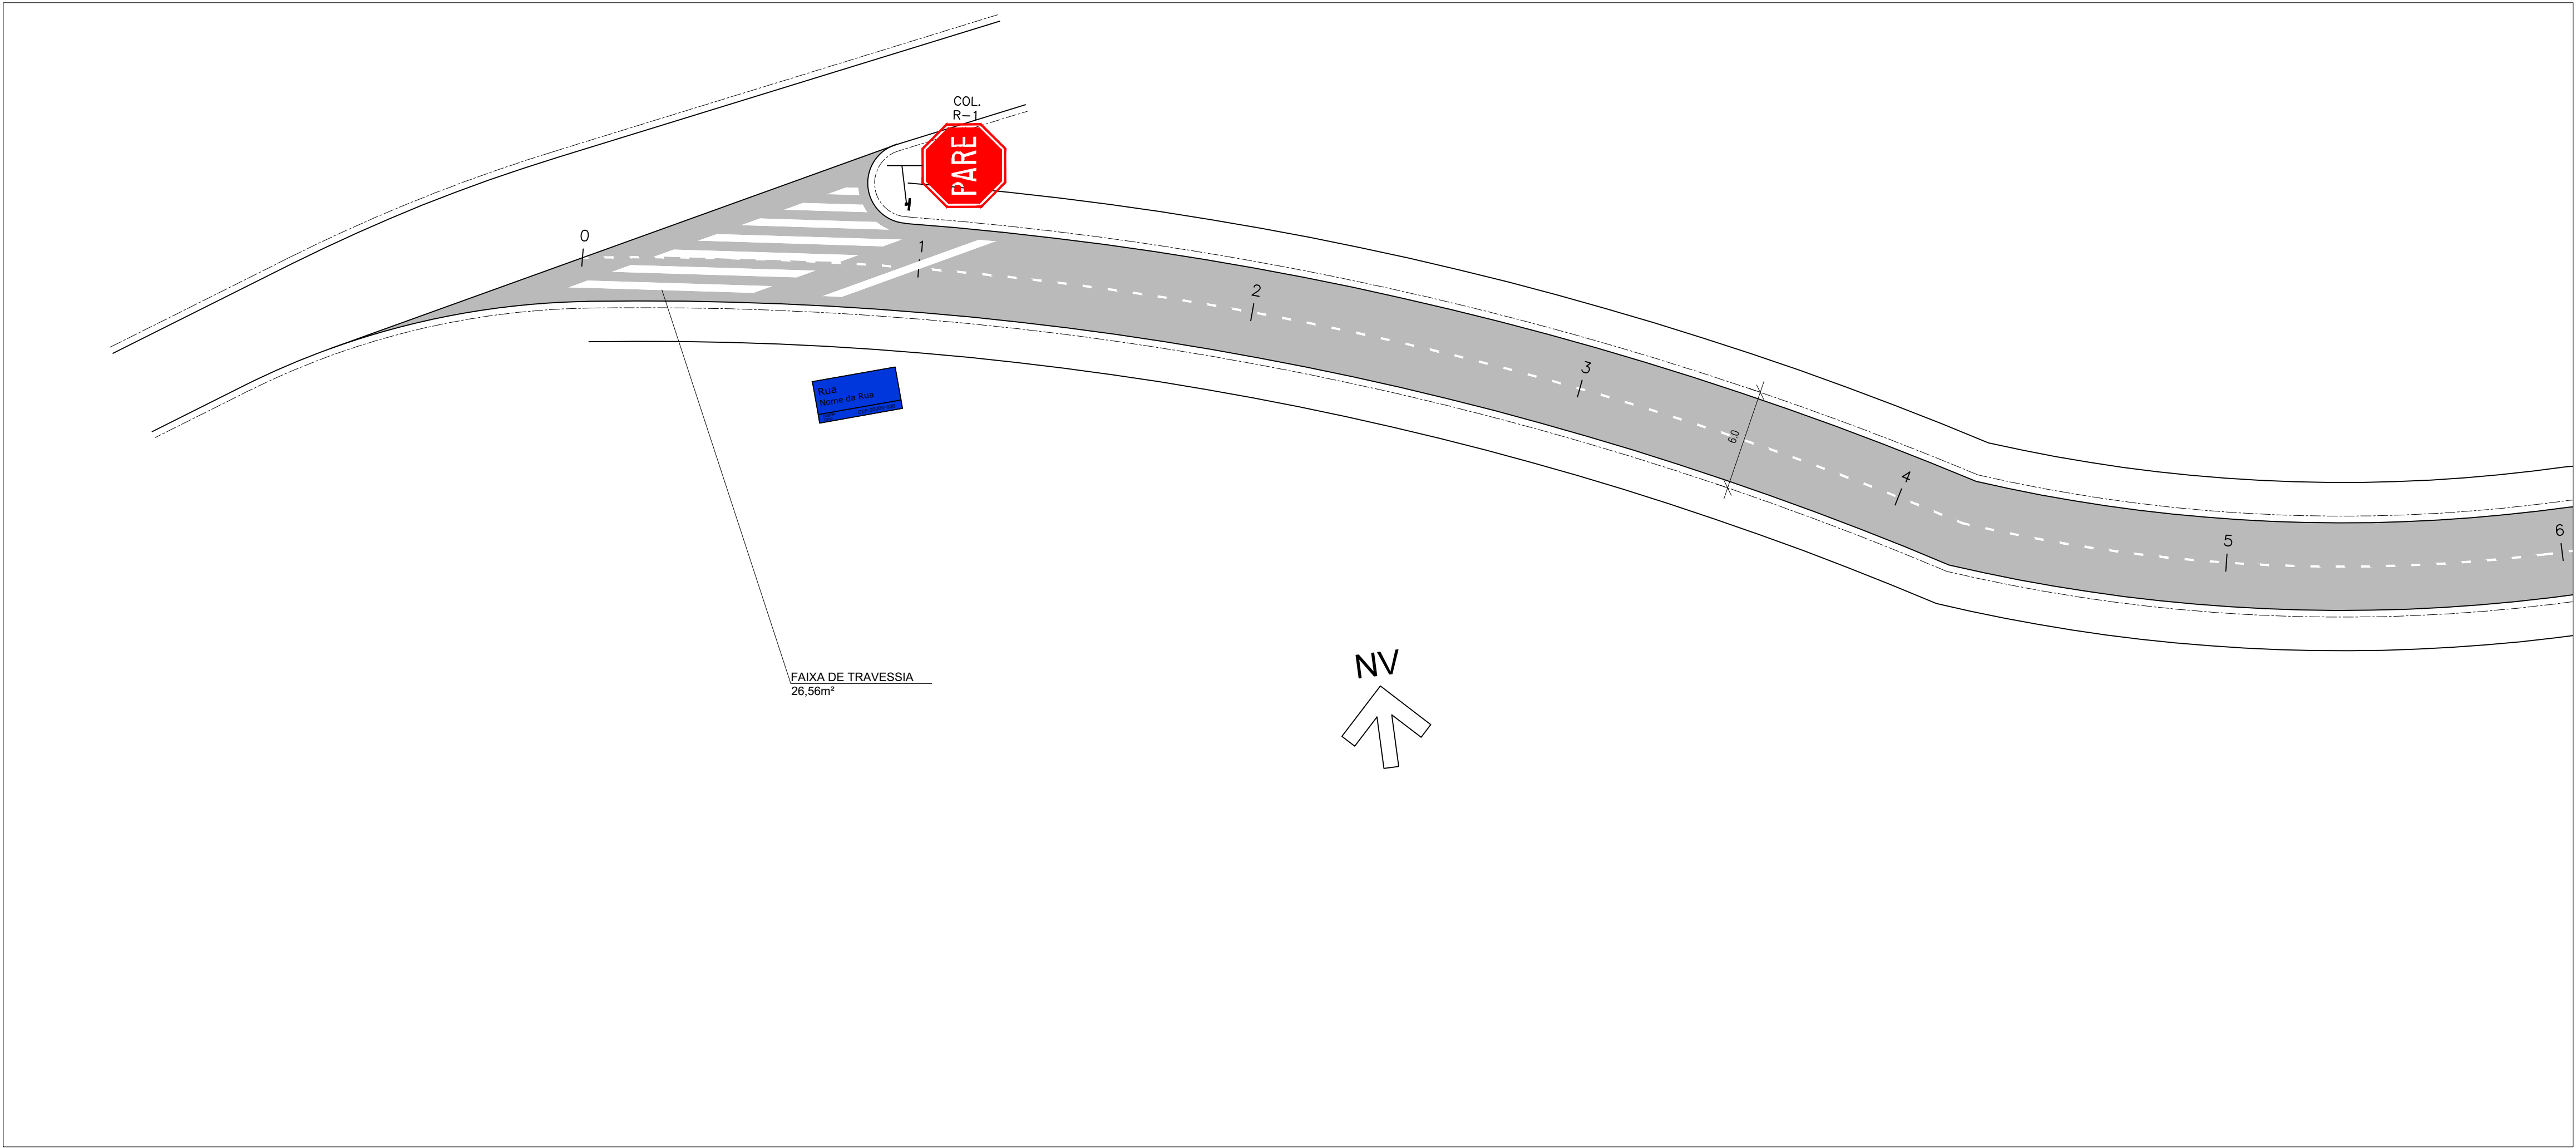 COL.
R-1
PARE
0
1
2
3
4
5
6
6.0
Rua
Nome da Rua
FAIXA DE TRAVESSIA
26,56m²
NV